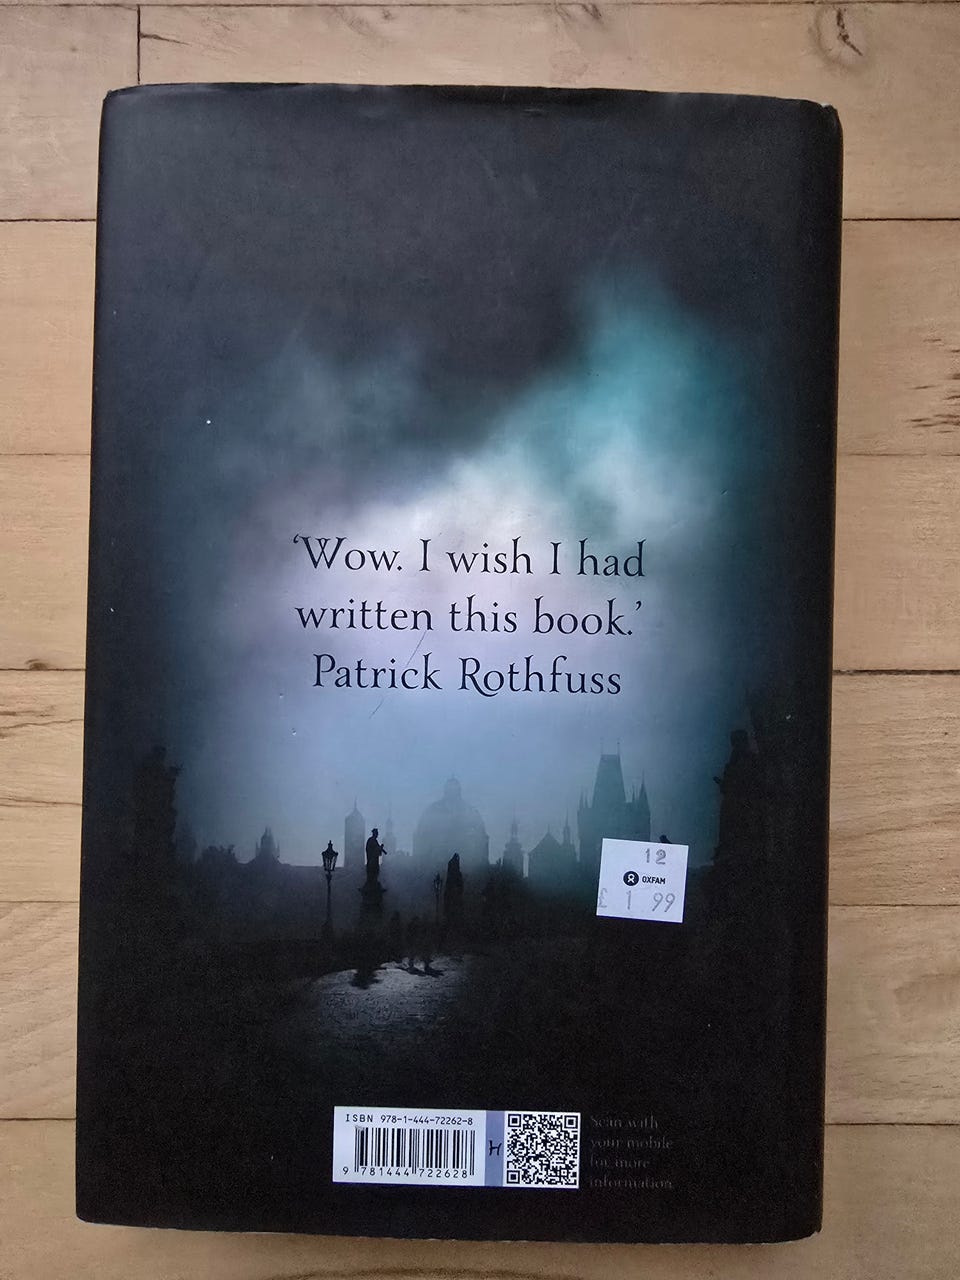 ‘Wow. I wish I had
written this book.’
Patrick Rothfuss
12
OXFAM
£ 1 99
ISBN 978-1-444-72262-8
9 781444 722628
H
Scan with
your mobile
for more
information